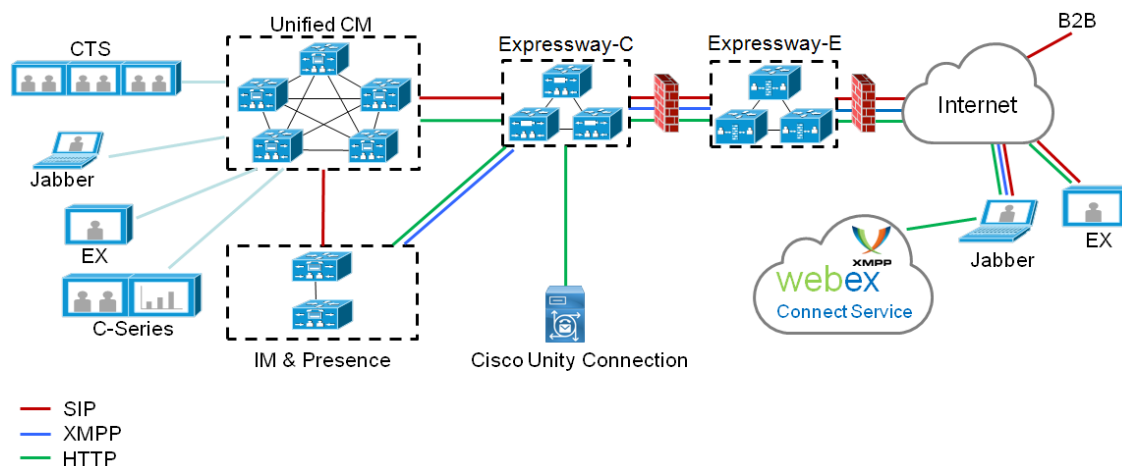 Unified CM
B2B
CTS
Expressway-C
Expressway-E
Internet
Jabber
EX
C-Series
IM & Presence
Cisco Unity Connection
XMPP
webex
Connect Service
Jabber
EX
SIP
XMPP
HTTP